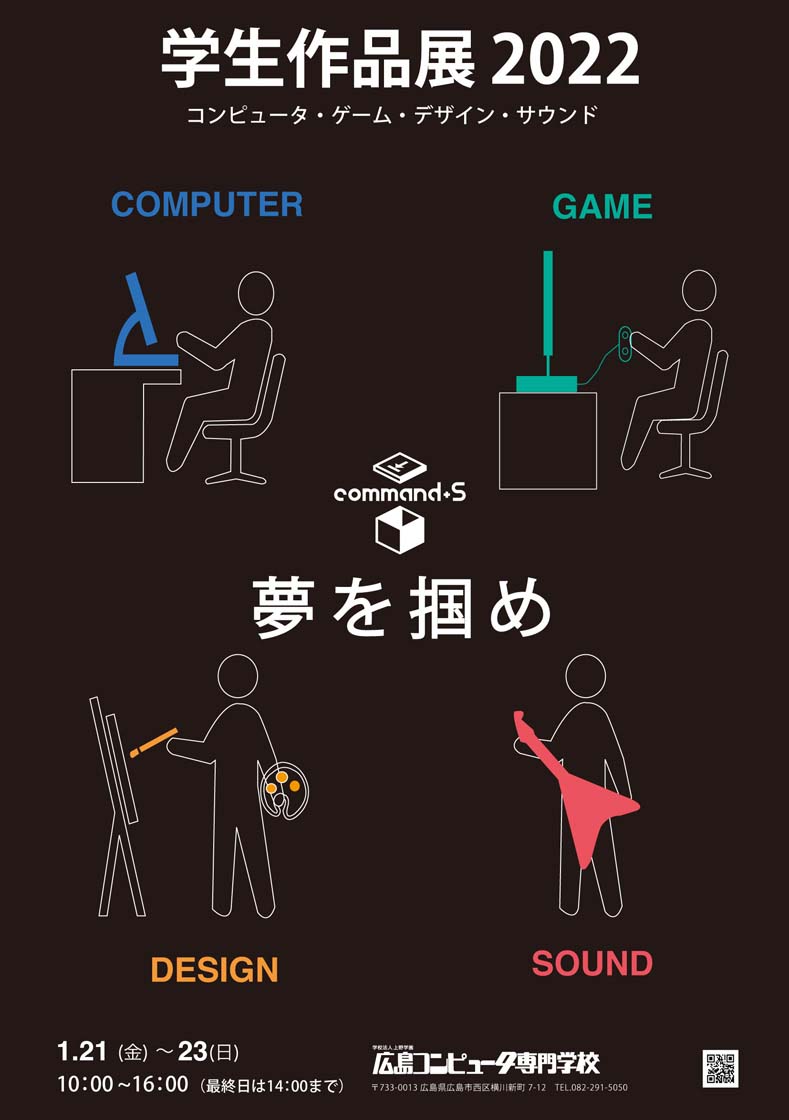 学生作品展 2022
コンピュータ・ゲーム・デザイン・サウンド
COMPUTER
GAME
command+S
夢を掴め
DESIGN
SOUND
1.21 (金) ～ 23(日)
10:00~16:00 (最終日は14:00まで)
学校法人 上野学園
広島コンピュータ専門学校
〒733-0013 広島県広島市西区横川新町 7-12 TEL.082-291-5050